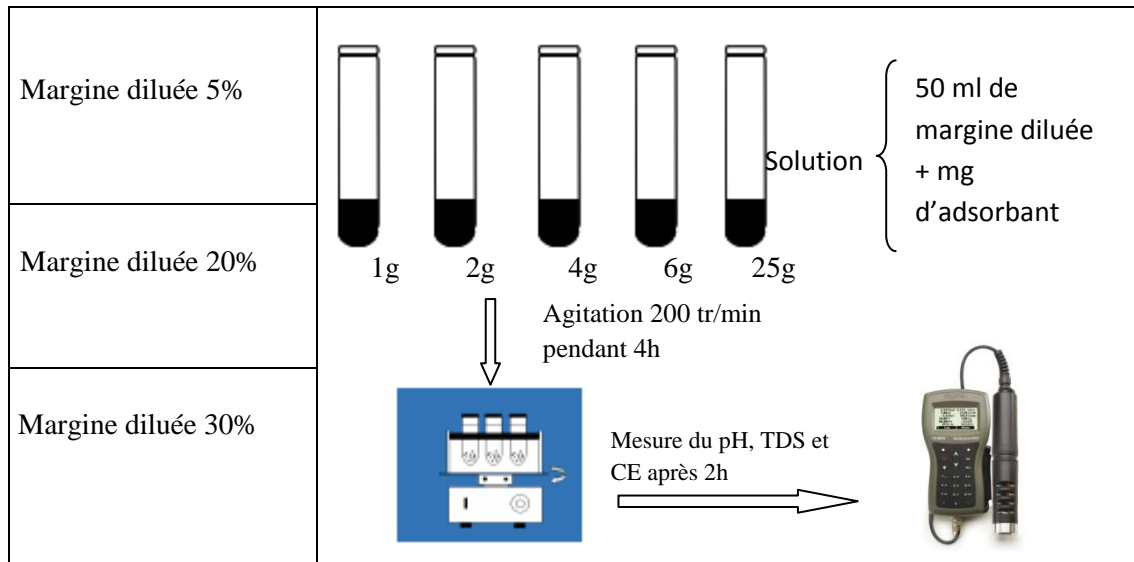 Margine diluée 5%
Margine diluée 20%
Margine diluée 30%
Solution
50 ml de
margine diluée
+ mg
d’adsorbant
1g 2g 4g 6g 25g
Agitation 200 tr/min
pendant 4h
Mesure du pH, TDS et
CE après 2h